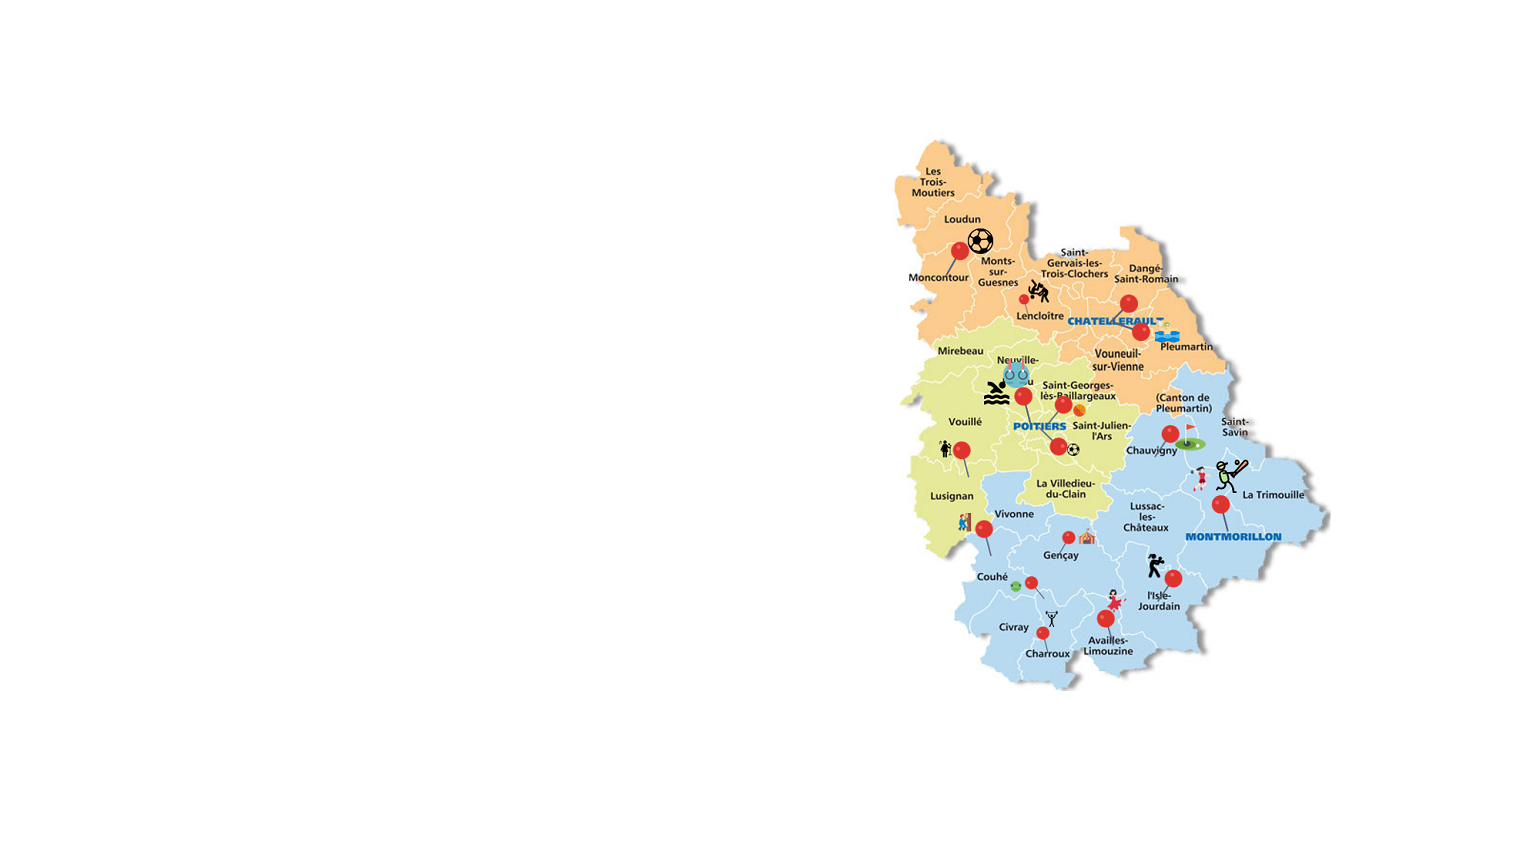 Les
Trois-
Moutiers
Loudun
Monts-
sur-
Guesnes
Moncontour
Saint-
Gervais-les-
Trois-Clochers
Dangé-
Saint-Romain
Lencloître
CHATELLERAULT
Pleumartin
Mirebeau
Neuville-
Vouneuil-
sur-Vienne
Saint-Georges-
lès-Baillargeaux
(Canton de
Pleumartin)
Vouillé
POITIERS
Saint-Julien-
l'Ars
Saint-
Savin
Chauvigny
Lusignan
La Villedieu-
du-Clain
La Trimouille
Vivonne
Lussac-
les-
Châteaux
MONTMORILLON
Gençay
Couhé
l'Isle-
Jourdain
Civray
Availles-
Limouzine
Charroux